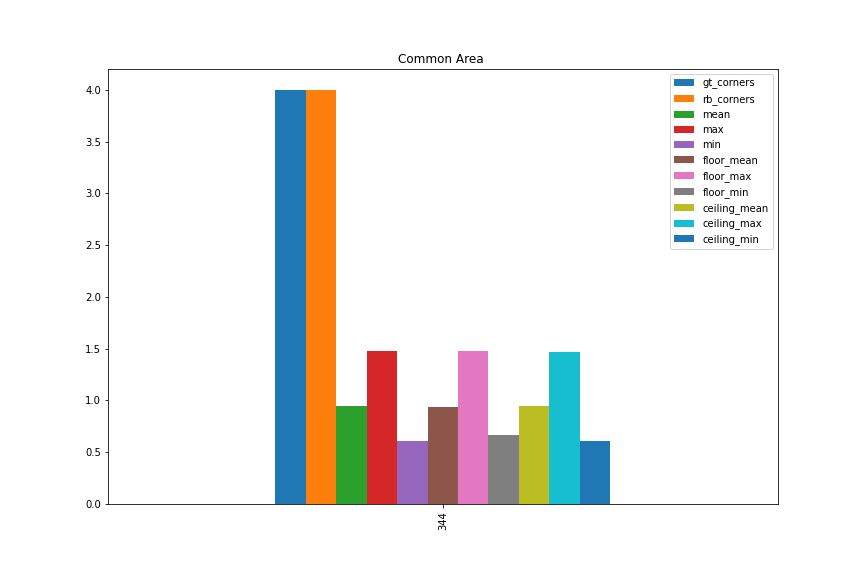 Common Area
4.0
3.5
3.0
2.5
2.0
1.5
1.0
0.5
0.0
344
gt_corners
rb_corners
mean
max
min
floor_mean
floor_max
floor_min
ceiling_mean
ceiling_max
ceiling_min